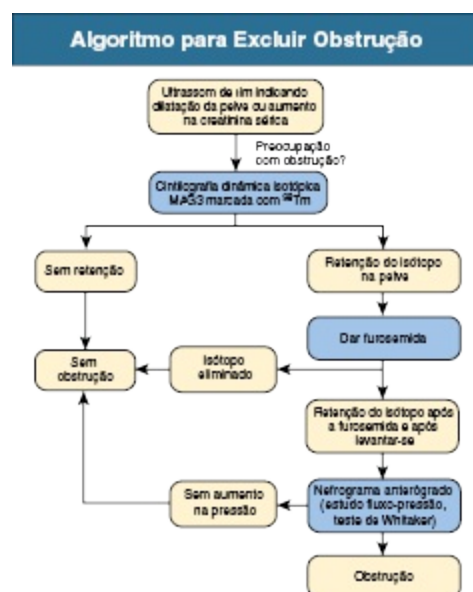 Algoritmo para Excluir Obstrução
Ultrassom de rim indicando
dilatação da pelve ou aumento
na creatinina sérica
Preocupação
com obstrução?
Cintilografia dinâmica isotópica
MAG3 marcada com ⁹⁹Tm
Sem retenção
Retenção do isótopo
na pelve
Dar furosemida
Sem
obstrução
Isótopo
eliminado
Retenção do isótopo após
a furosemida e após
levantar-se
Sem aumento
na pressão
Nefrograma anterógrado
(estudo fluxo-pressão,
teste de Whitaker)
Obstrução